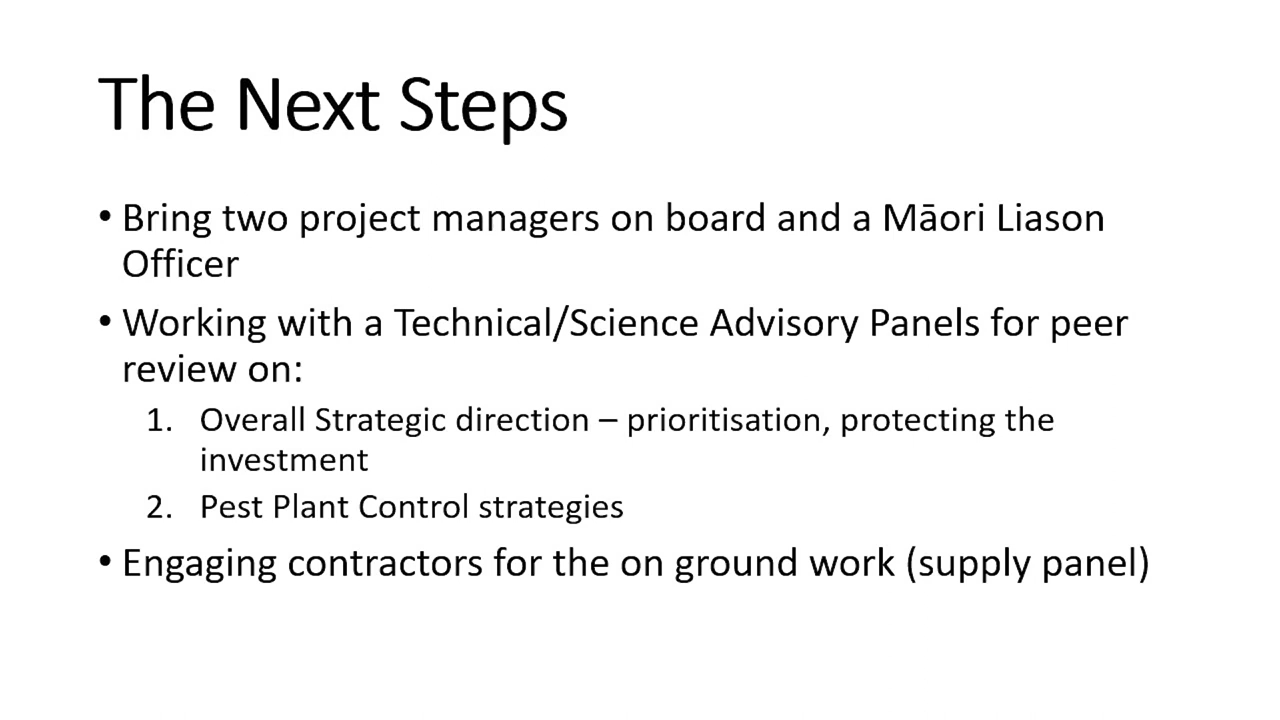 The Next Steps
• Bring two project managers on board and a Māori Liason
Officer
• Working with a Technical/Science Advisory Panels for peer
review on:
1. Overall Strategic direction – prioritisation, protecting the
investment
2. Pest Plant Control strategies
• Engaging contractors for the on ground work (supply panel)